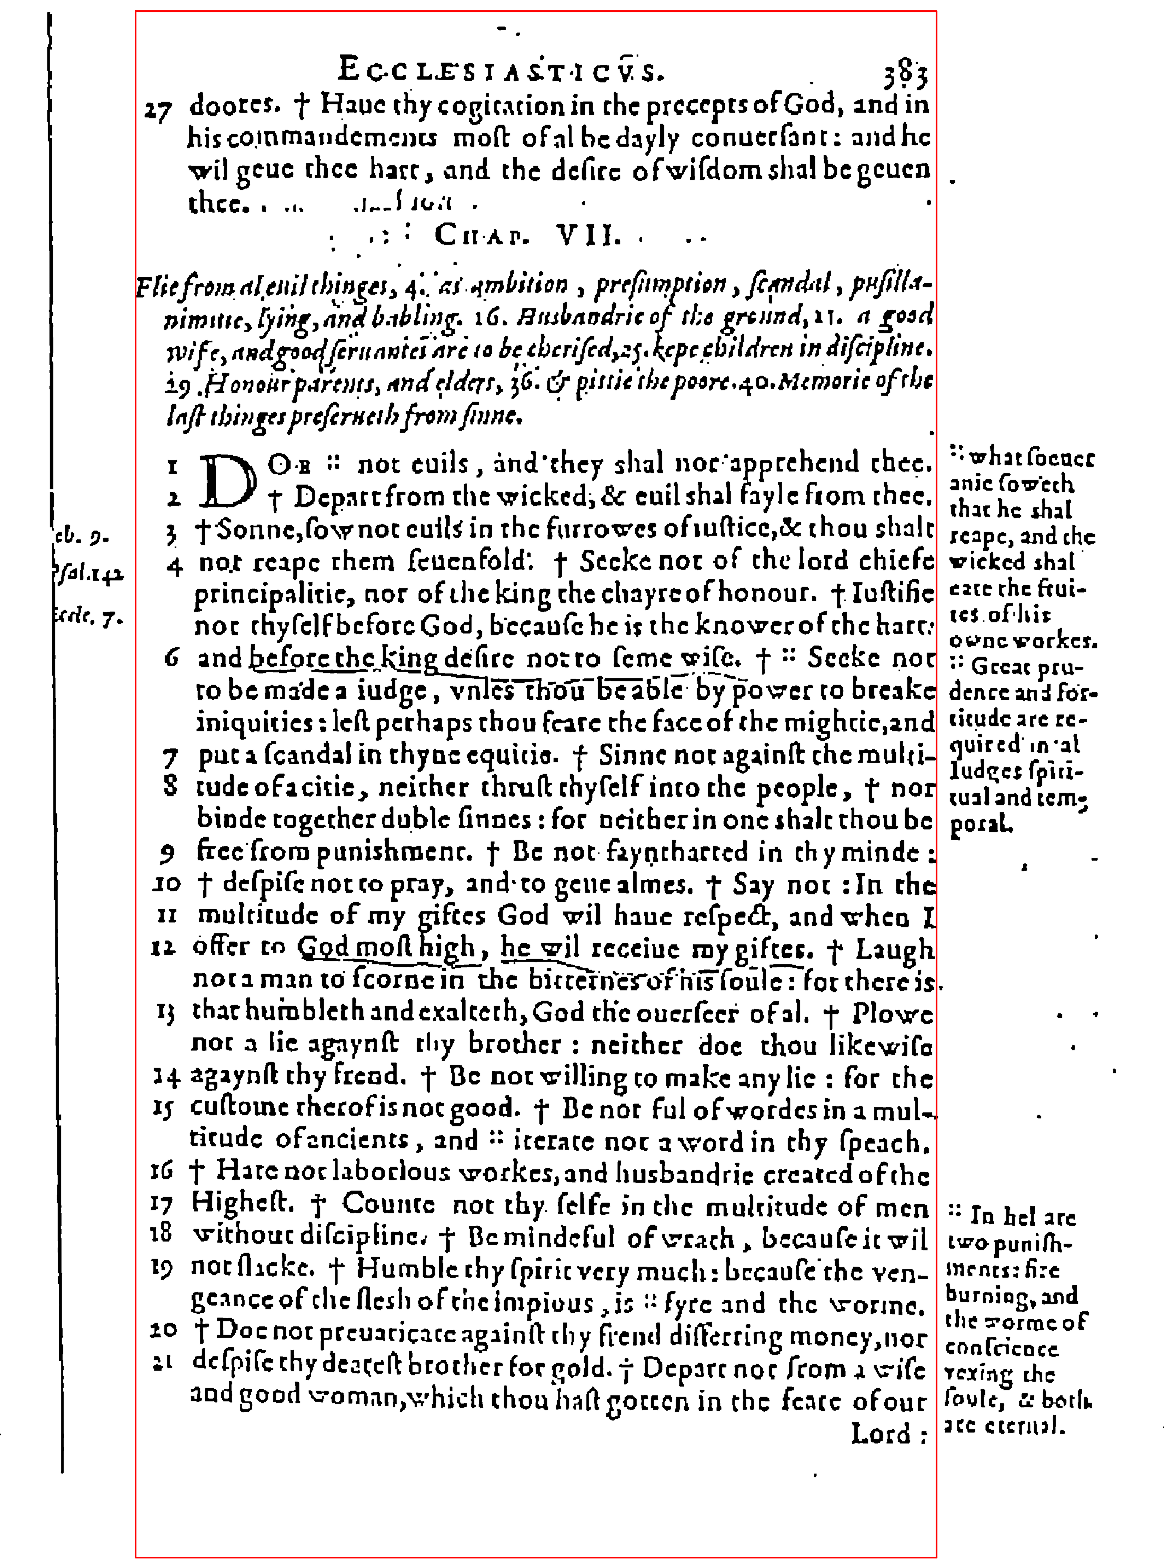 ECCLESIASTICVS. 383
27 doores. † Haue thy cogitation in the precepts of God, and in
his commandements most of al be dayly conuersant: and he
wil geue thee hart, and the desire of wisdom shal be geuen
thee.
CHAP. VII.
Flie from al euil thinges, 4. as ambition, presumption, scandal, pusilla-
nimitie, lying, and babling. 16. Husbandrie of the ground, 21. a good
wife, and good seruantes are to be cherised, 25. kepe children in discipline.
29. Honour parents, and elders, 36. & pittie the poore. 40. Memorie of the
last thinges preserueth from sinne.
1 DOE :: not euils, and they shal not apprehend thee.
2 † Depart from the wicked, & euil shal fayle from thee.
3 † Sonne, sow not euils in the furrowes of iustice, & thou shalt
4 not reape them seuenfold. † Seeke not of the lord chiefe
principalitie, nor of the king the chayre of honour. † Iustifie
not thyself before God, because he is the knower of the hart:
6 and before the king desire not to seme wise. † :: Seeke not
to be made a iudge, vnles thou be able by power to breake
iniquities: lest perhaps thou feare the face of the mightie, and
7 put a scandal in thyne equitie. † Sinne not against the multi-
8 tude of a citie, neither thrust thyself into the people, † nor
binde together duble sinnes: for neither in one shalt thou be
9 free from punishment. † Be not fayntharted in thy minde:
10 † despise not to pray, and to geue almes. † Say not: In the
11 multitude of my giftes God wil haue respect, and when I
12 offer to God most high, he wil receiue my giftes. † Laugh
not a man to scorne in the bitternes of his soule: for there is
13 that humbleth and exalteth, God the ouerseer of al. † Plowe
not a lie agaynst thy brother: neither doe thou likewise
14 agaynst thy frend. † Be not willing to make any lie: for the
15 custome therof is not good. † Be not ful of wordes in a mul-
titude of ancients, and :: iterate not a word in thy speach.
16 † Hate not laborious workes, and husbandrie created of the
17 Highest. † Counte not thy selfe in the multitude of men
18 without discipline. † Be mindeful of wrath, because it wil
19 not slacke. † Humble thy spirit very much: because the ven-
geance of the flesh of the impious, is :: fyre and the worme.
20 † Doe not preuaricate against thy frend differring money, nor
21 despise thy dearest brother for gold. † Depart not from a wise
and good woman, which thou hast gotten in the feare of our
Lord:
eb. 9.
Psal. 142
Eccle. 7.
:: what soeuer
anie soweth
that he shal
reape, and the
wicked shal
eate the frui-
tes of his
owne workes.
:: Great pru-
dence and for-
titude are re-
quired in al
Iudges spiri-
tual and tem-
poral.
:: In hel are
two punish-
ments: fire
burning, and
the worme of
conscience
vexing the
soule, & both
are eternal.